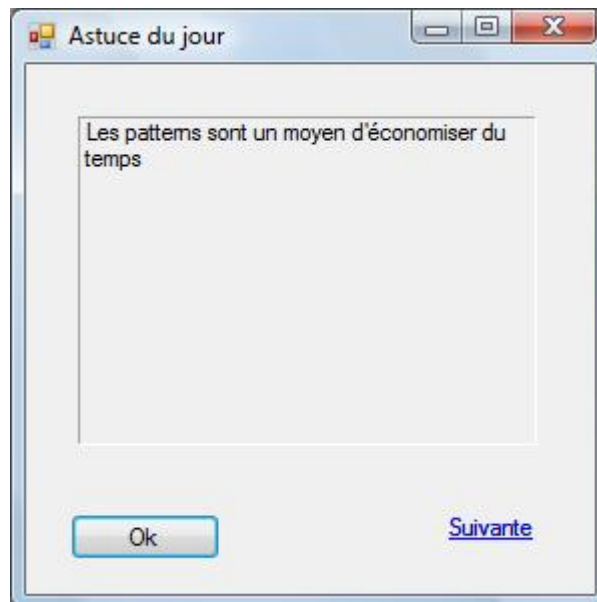 Astuce du jour
Les patterns sont un moyen d'économiser du
temps
Ok
Suivante